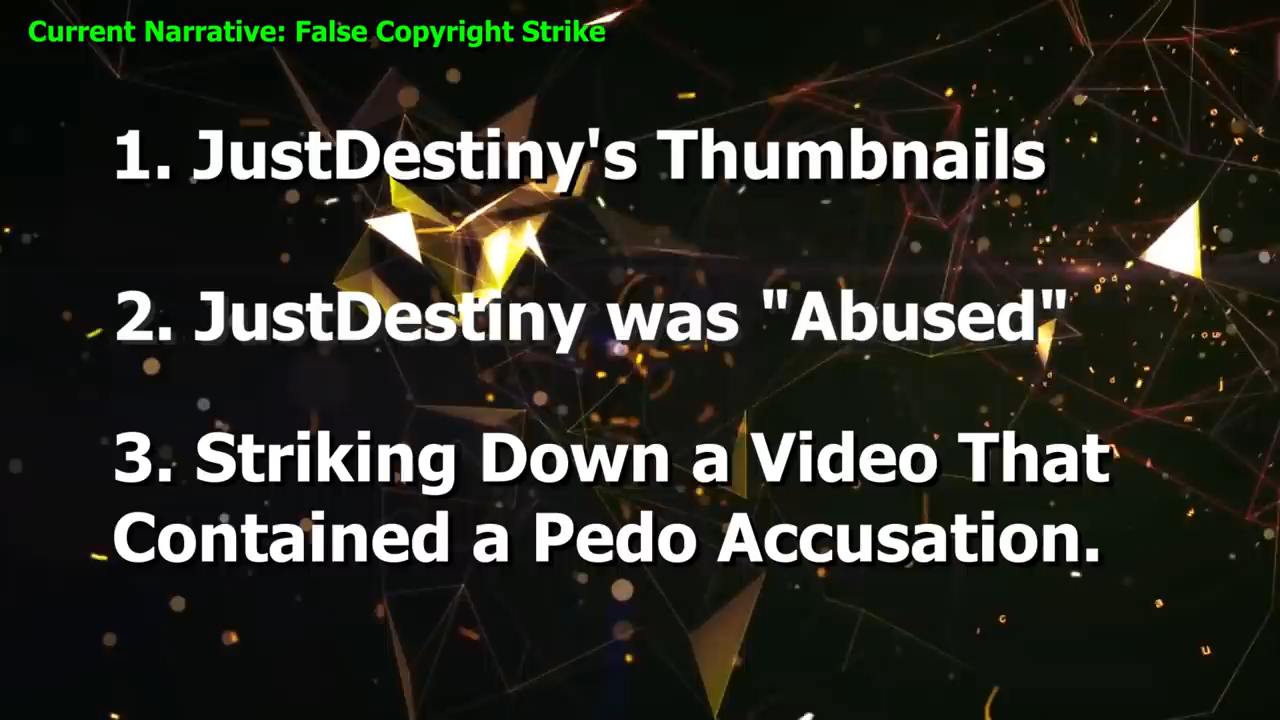 Current Narrative: False Copyright Strike
1. JustDestiny's Thumbnails
2. JustDestiny was "Abused"
3. Striking Down a Video That
Contained a Pedo Accusation.